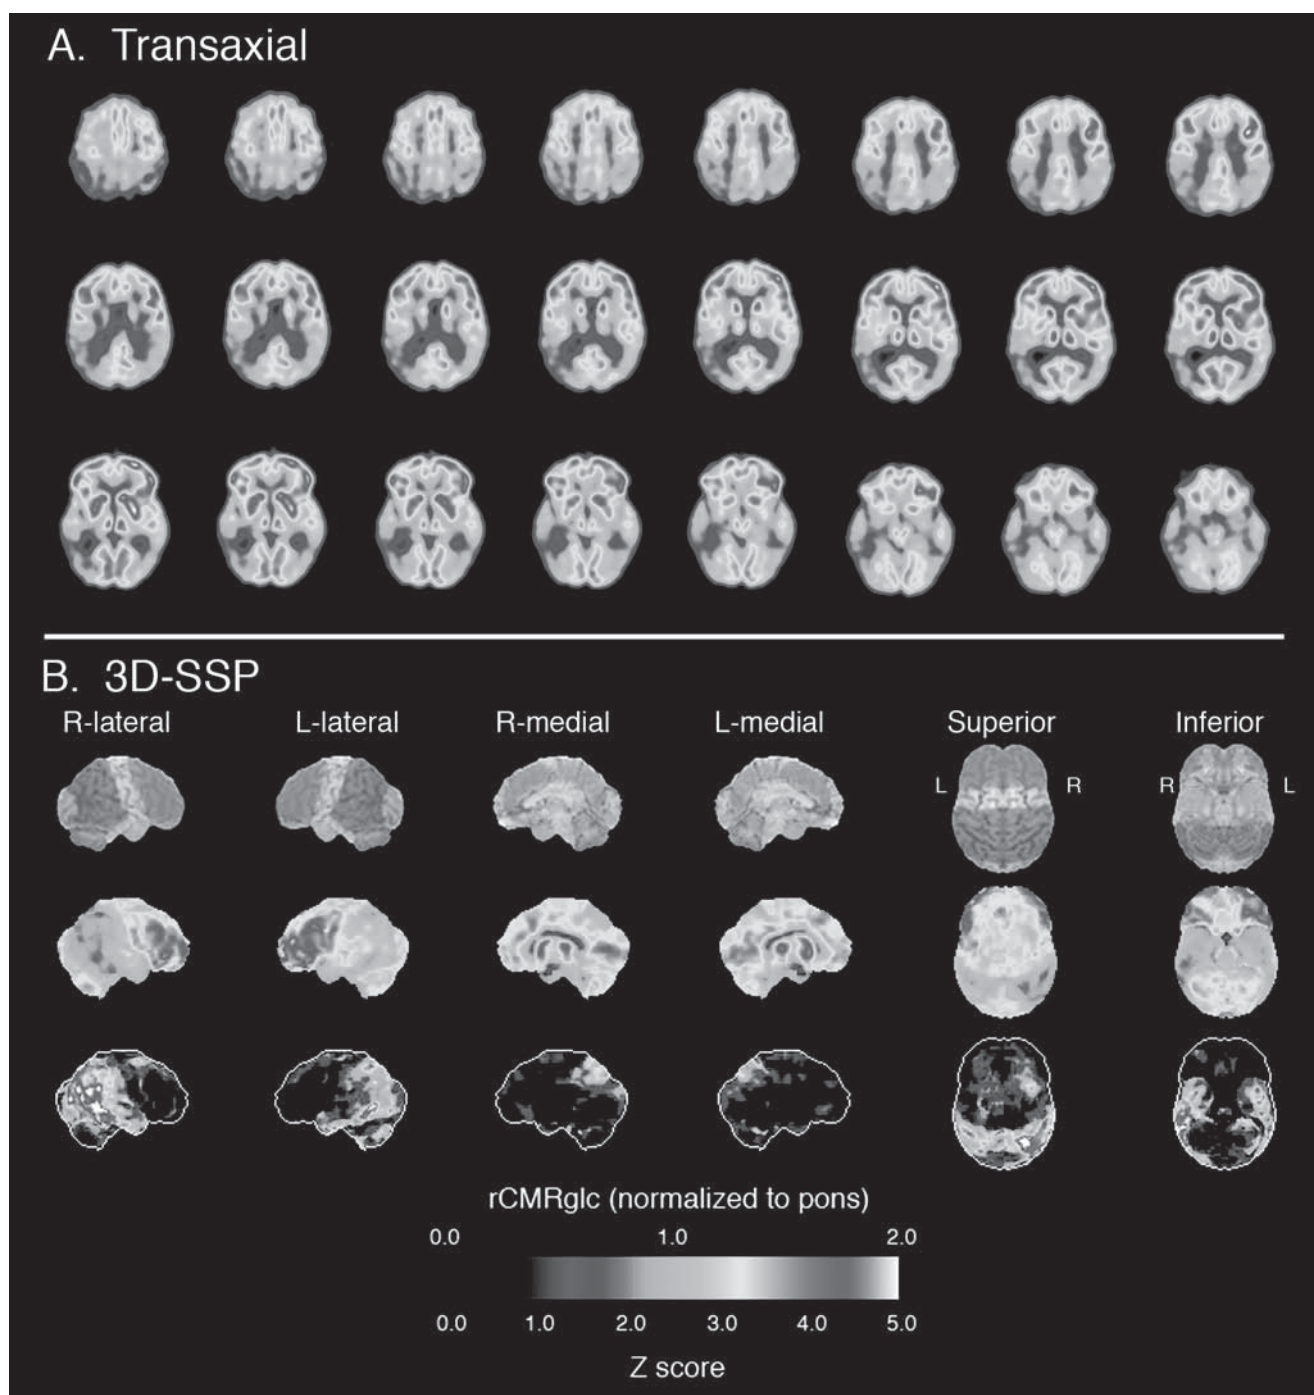 A. Transaxial
B. 3D-SSP
R-lateral L-lateral R-medial L-medial Superior Inferior
L R R L
rCMRglc (normalized to pons)
0.0 1.0 2.0
0.0 1.0 2.0 3.0 4.0 5.0
Z score